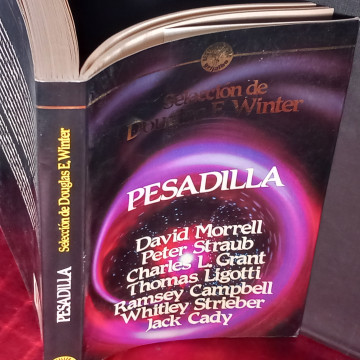 Selección de
Douglas E. Winter
PESADILLA
David Morrell
Peter Straub
Charles L. Grant
Thomas Ligotti
Ramsey Campbell
Whitley Strieber
Jack Cady
PESADILLA
Selección de Douglas E. Winter